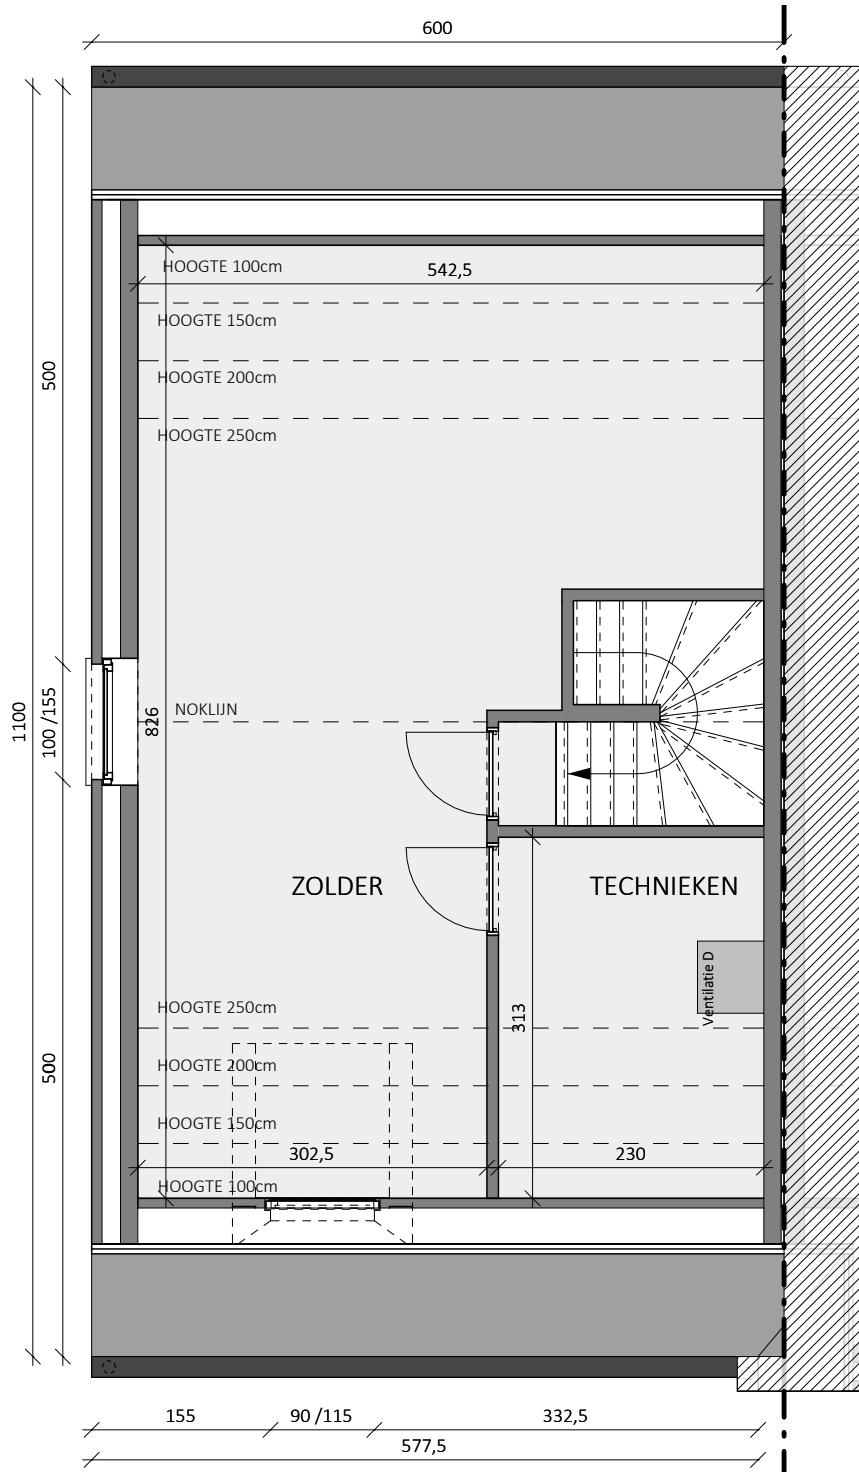 600
HOOGTE 100cm
542,5
HOOGTE 150cm
500
HOOGTE 200cm
HOOGTE 250cm
1100
100 /155
826
NOKLIJN
ZOLDER
TECHNIEKEN
Ventilatie D
HOOGTE 250cm
313
500
HOOGTE 200cm
HOOGTE 150cm
302,5
230
HOOGTE 100cm
155
90 /115
332,5
577,5